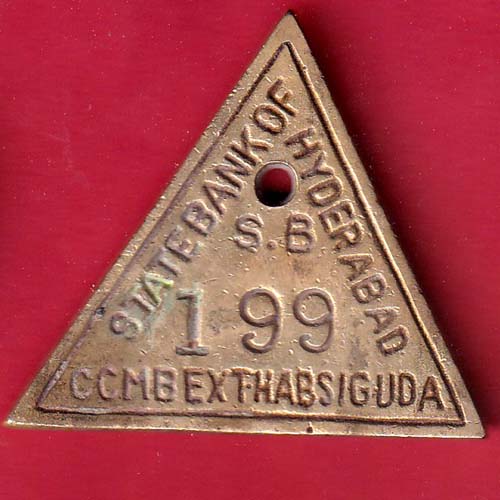 STATE BANK OF
HYDERABAD
S.B
199
CCMB EXT HABSIGUDA